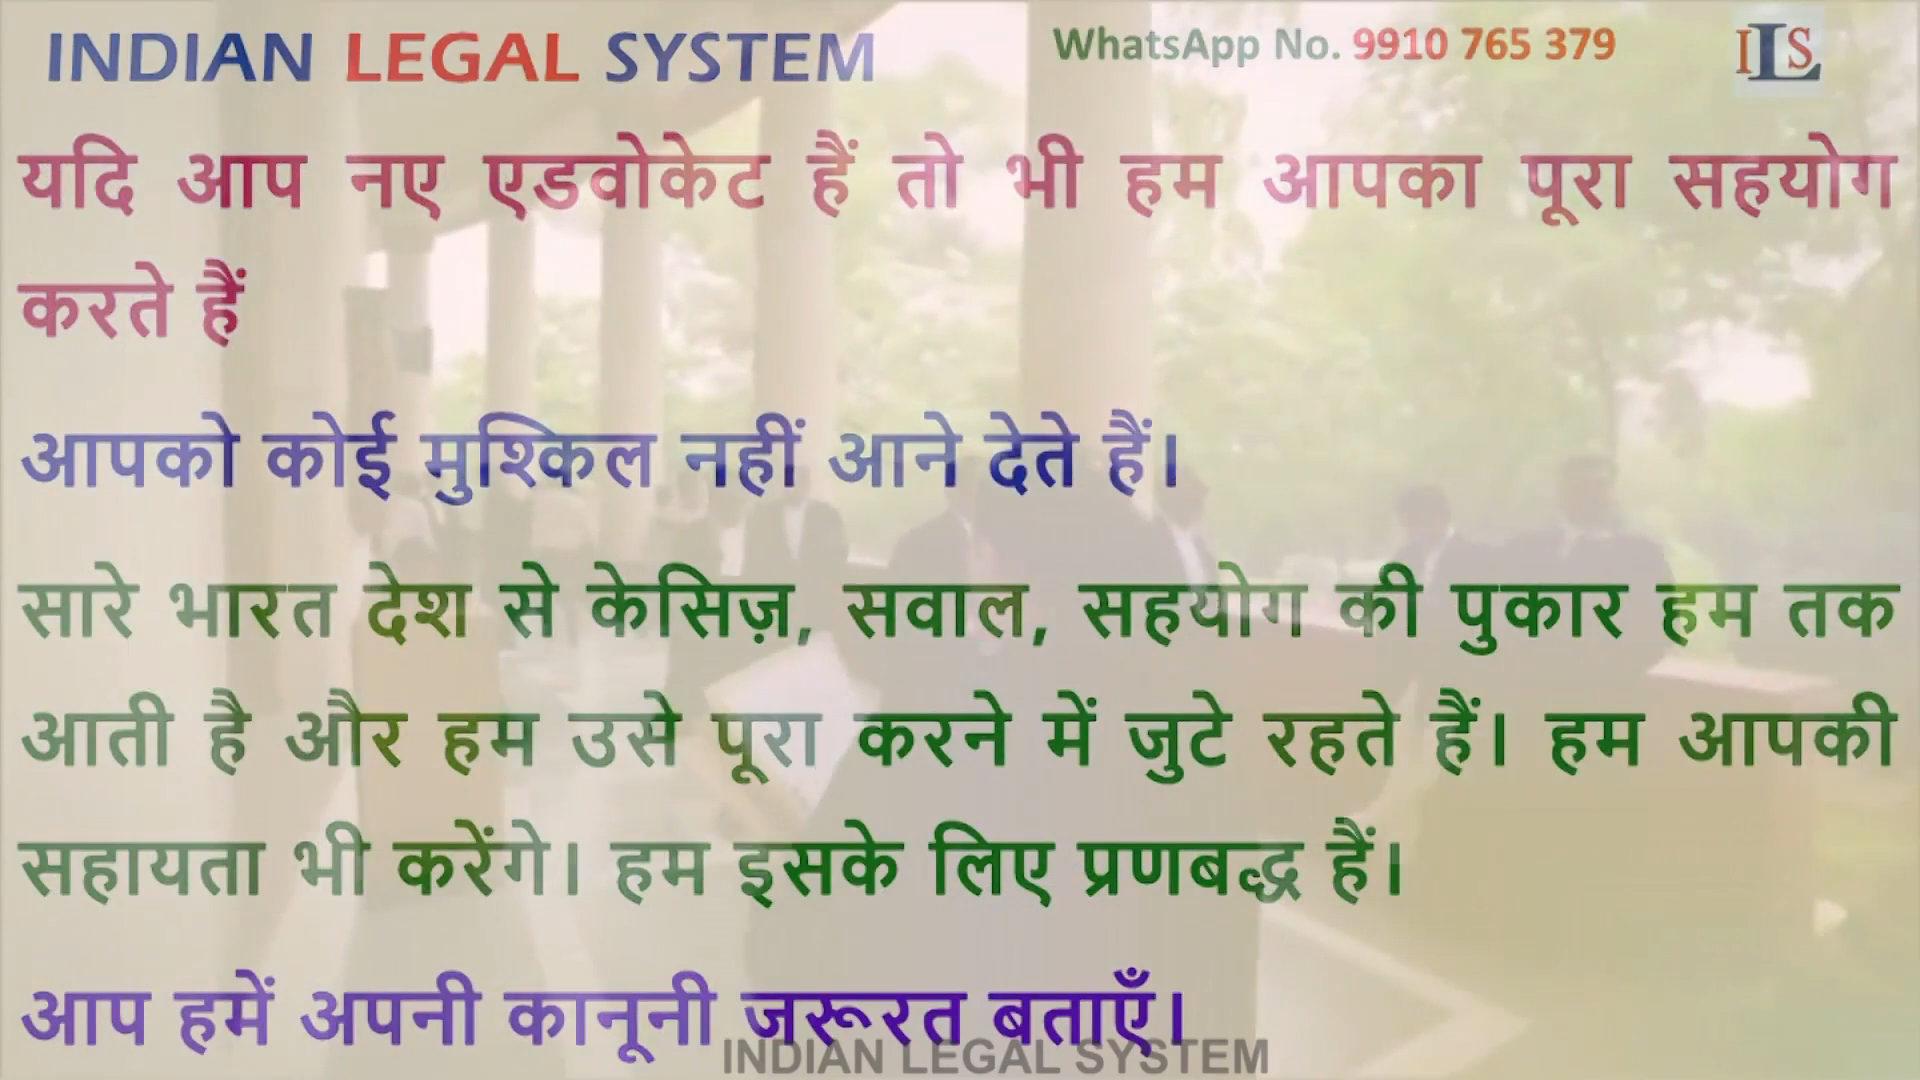 INDIAN LEGAL SYSTEM
WhatsApp No. 9910 765 379
ILS
यदि आप नए एडवोकेट हैं तो भी हम आपका पूरा सहयोग
करते हैं
आपको कोई मुश्किल नहीं आने देते हैं।
सारे भारत देश से केसिज़, सवाल, सहयोग की पुकार हम तक
आती है और हम उसे पूरा करने में जुटे रहते हैं। हम आपकी
सहायता भी करेंगे। हम इसके लिए प्रणबद्ध हैं।
आप हमें अपनी कानूनी जरूरत बताएँ।
INDIAN LEGAL SYSTEM